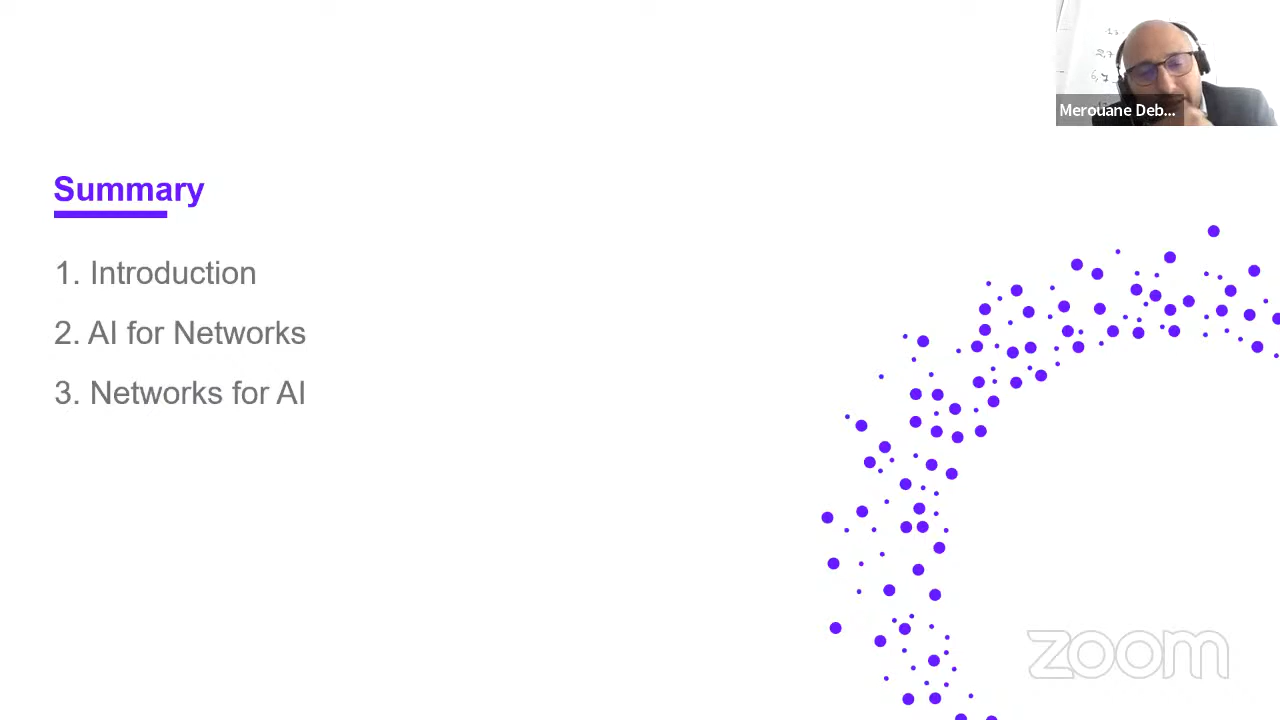 Merouane Deb...
Summary
1. Introduction
2. AI for Networks
3. Networks for AI
zoom